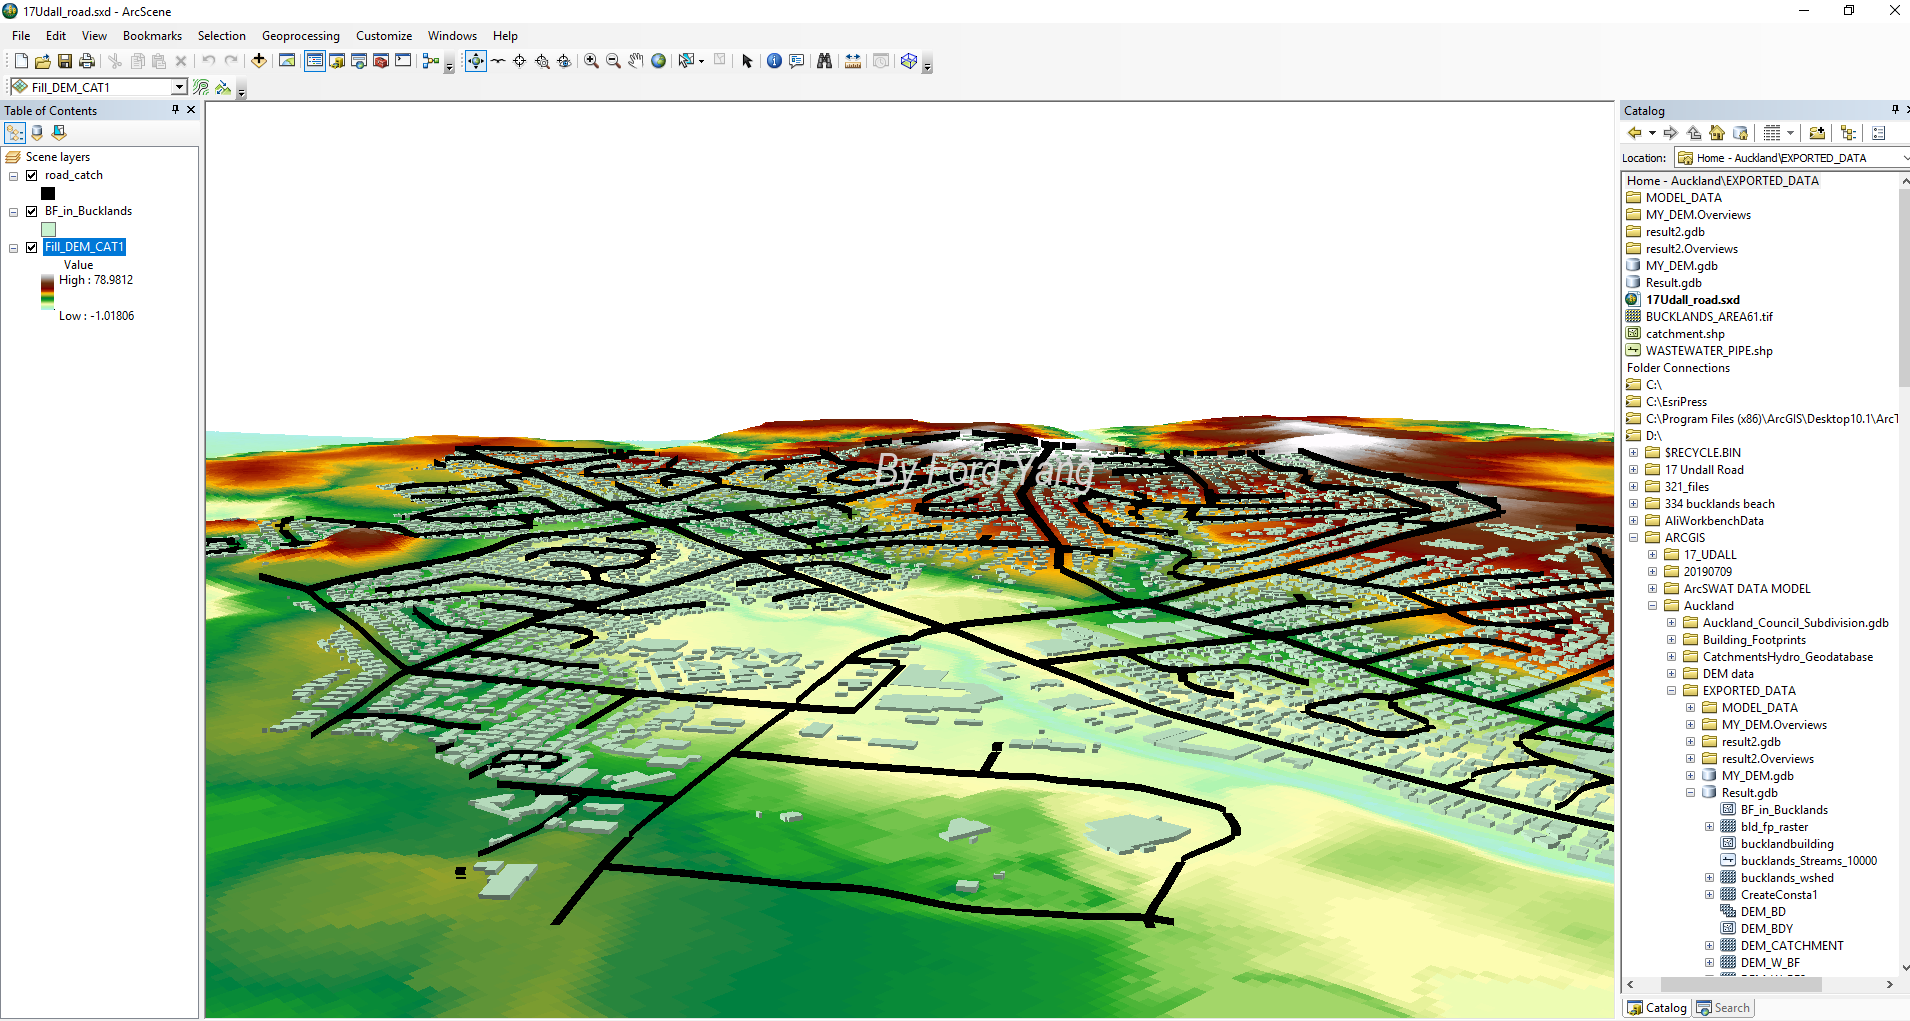 17Udall_road.sxd - ArcScene
File Edit View Bookmarks Selection Geoprocessing Customize Windows Help
Fill_DEM_CAT1
Table of Contents
Scene layers
road_catch
BF_in_Bucklands
Fill_DEM_CAT1
Value
High : 78.9812
Low : -1.01806
By Ford Yang
Catalog
Location: Home - Auckland\EXPORTED_DATA
Home - Auckland\EXPORTED_DATA
MODEL_DATA
MY_DEM.Overviews
result2.gdb
result2.Overviews
MY_DEM.gdb
Result.gdb
17Udall_road.sxd
BUCKLANDS_AREA61.tif
catchment.shp
WASTEWATER_PIPE.shp
Folder Connections
C:\
C:\EsriPress
C:\Program Files (x86)\ArcGIS\Desktop10.1\ArcT
D:\
$RECYCLE.BIN
17 Undall Road
321_files
334 bucklands beach
AliWorkbenchData
ARCGIS
17_UDALL
20190709
ArcSWAT DATA MODEL
Auckland
Auckland_Council_Subdivision.gdb
Building_Footprints
CatchmentsHydro_Geodatabase
DEM data
EXPORTED_DATA
MODEL_DATA
MY_DEM.Overviews
result2.gdb
result2.Overviews
MY_DEM.gdb
Result.gdb
BF_in_Bucklands
bld_fp_raster
bucklandbuilding
bucklands_Streams_10000
bucklands_wshed
CreateConsta1
DEM_BD
DEM_BDY
DEM_CATCHMENT
DEM_W_BF
Catalog Search